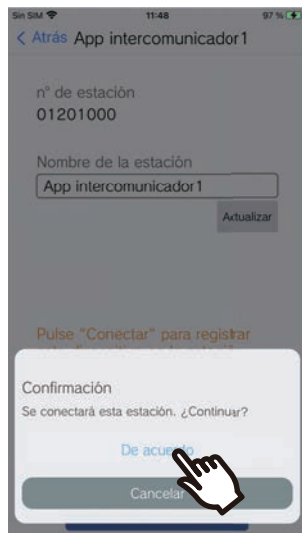 Sin SIM 11:48 97 %
Atrás App intercomunicador1
n° de estación
01201000
Nombre de la estación
App intercomunicador1
Actualizar
Pulse "Conectar" para registrar
Confirmación
Se conectará esta estación. ¿Continuar?
De acuerdo
Cancelar